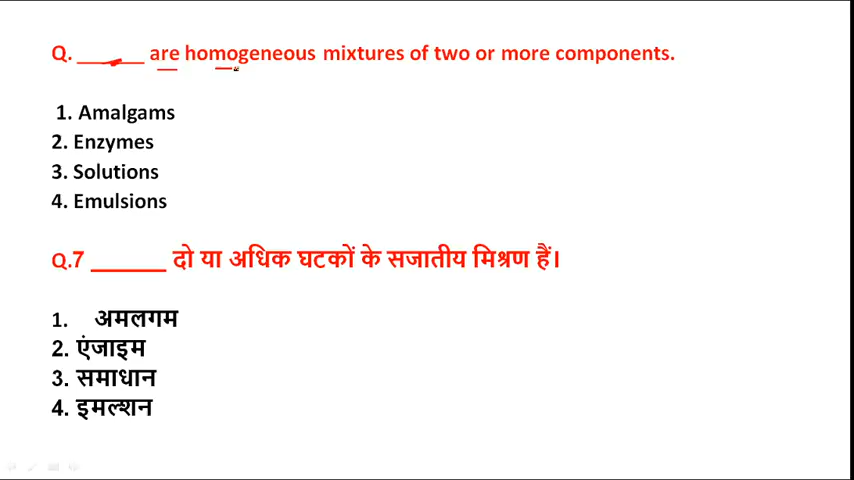 Q. ______ are homogeneous mixtures of two or more components.
1. Amalgams
2. Enzymes
3. Solutions
4. Emulsions
Q.7 ______ दो या अधिक घटकों के सजातीय मिश्रण हैं।
1. अमलगम
2. एंजाइम
3. समाधान
4. इमल्शन